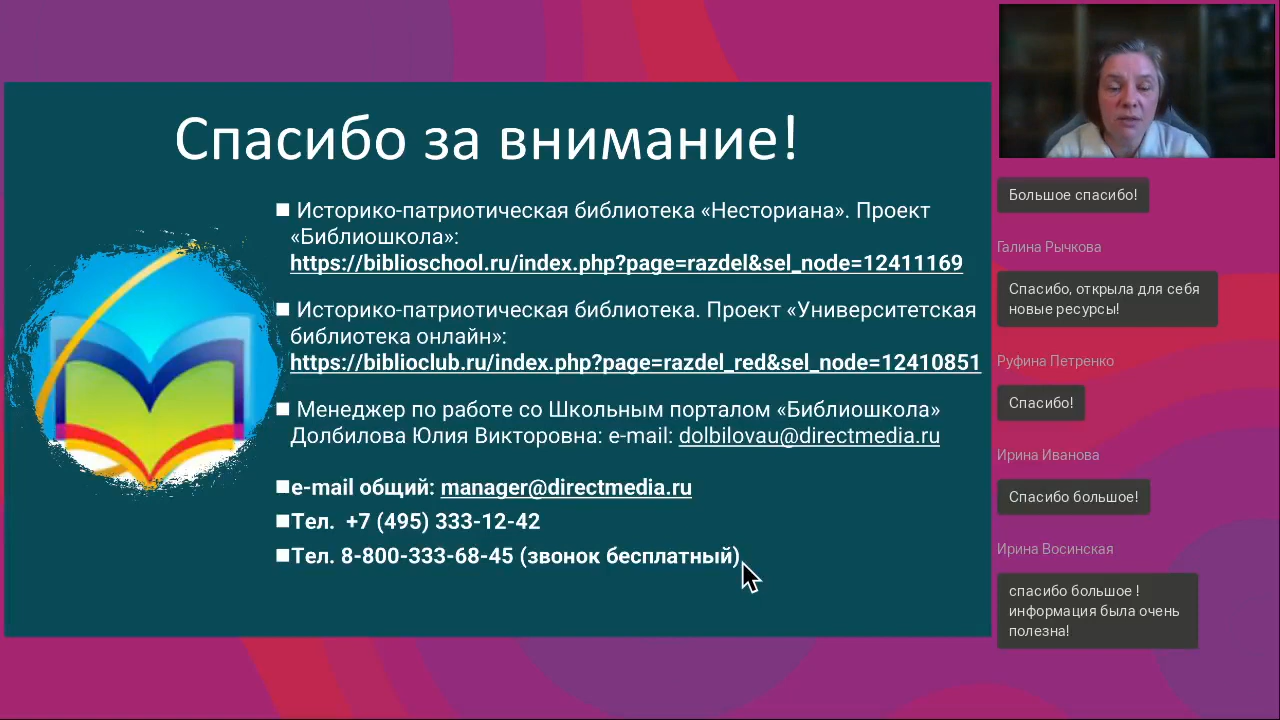 Спасибо за внимание!
Историко-патриотическая библиотека «Несториана». Проект
«Библиошкола»:
https://biblioschool.ru/index.php?page=razdel&sel_node=12411169
Историко-патриотическая библиотека. Проект «Университетская
библиотека онлайн»:
https://biblioclub.ru/index.php?page=razdel_red&sel_node=12410851
Менеджер по работе со Школьным порталом «Библиошкола»
Долбилова Юлия Викторовна: e-mail: dolbilovau@directmedia.ru
e-mail общий: manager@directmedia.ru
Тел. +7 (495) 333-12-42
Тел. 8-800-333-68-45 (звонок бесплатный)
Большое спасибо!
Галина Рычкова
Спасибо, открыла для себя
новые ресурсы!
Руфина Петренко
Спасибо!
Ирина Иванова
Спасибо большое!
Ирина Восинская
спасибо большое !
информация была очень
полезна!